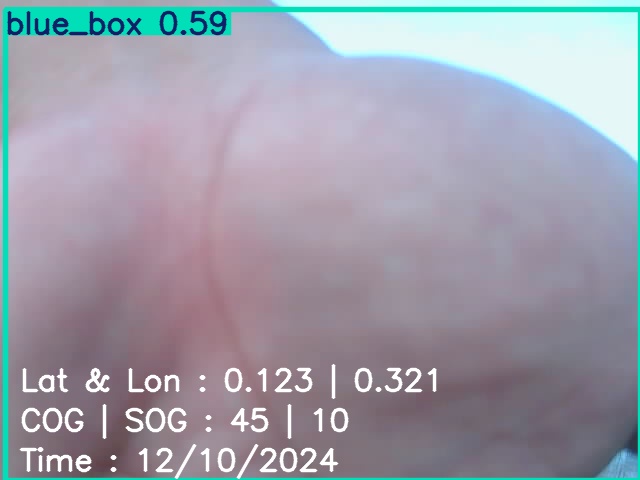 blue_box 0.59
Lat & Lon : 0.123 | 0.321
COG | SOG : 45 | 10
Time : 12/10/2024